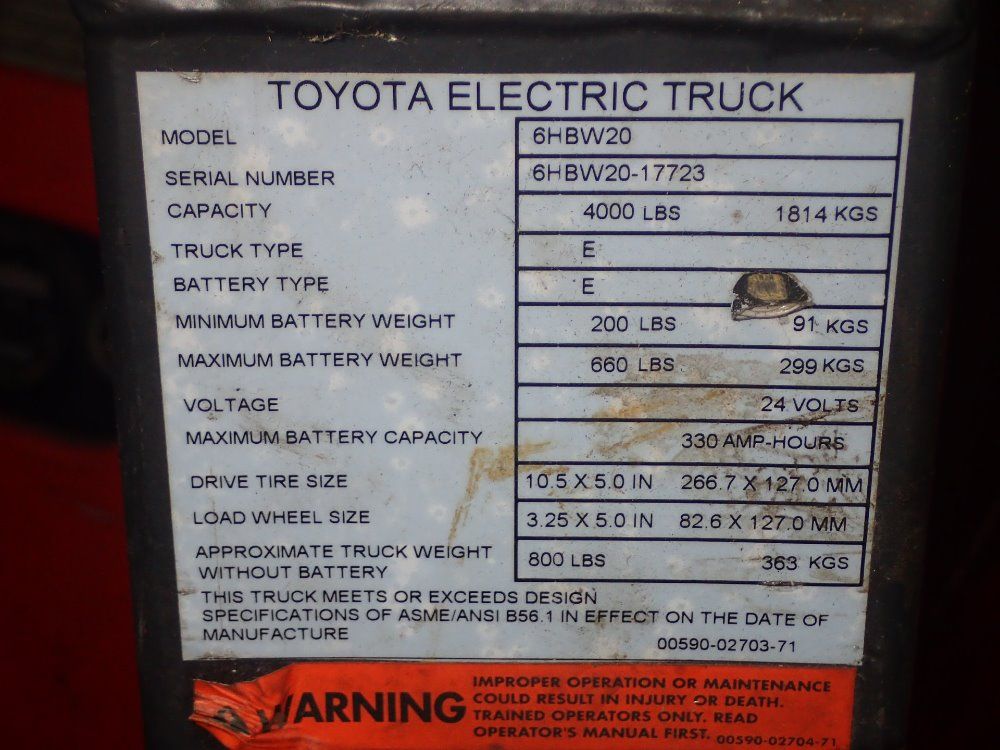 TOYOTA ELECTRIC TRUCK
MODEL 6HBW20
SERIAL NUMBER 6HBW20-17723
CAPACITY 4000 LBS 1814 KGS
TRUCK TYPE E
BATTERY TYPE E
MINIMUM BATTERY WEIGHT 200 LBS 91 KGS
MAXIMUM BATTERY WEIGHT 660 LBS 299 KGS
VOLTAGE 24 VOLTS
MAXIMUM BATTERY CAPACITY 330 AMP-HOURS
DRIVE TIRE SIZE 10.5 X 5.0 IN 266.7 X 127.0 MM
LOAD WHEEL SIZE 3.25 X 5.0 IN 82.6 X 127.0 MM
APPROXIMATE TRUCK WEIGHT
WITHOUT BATTERY 800 LBS 363 KGS
THIS TRUCK MEETS OR EXCEEDS DESIGN
SPECIFICATIONS OF ASME/ANSI B56.1 IN EFFECT ON THE DATE OF
MANUFACTURE 00590-02703-71
WARNING
IMPROPER OPERATION OR MAINTENANCE
COULD RESULT IN INJURY OR DEATH.
TRAINED OPERATORS ONLY. READ
OPERATOR'S MANUAL FIRST. 00590-02704-71